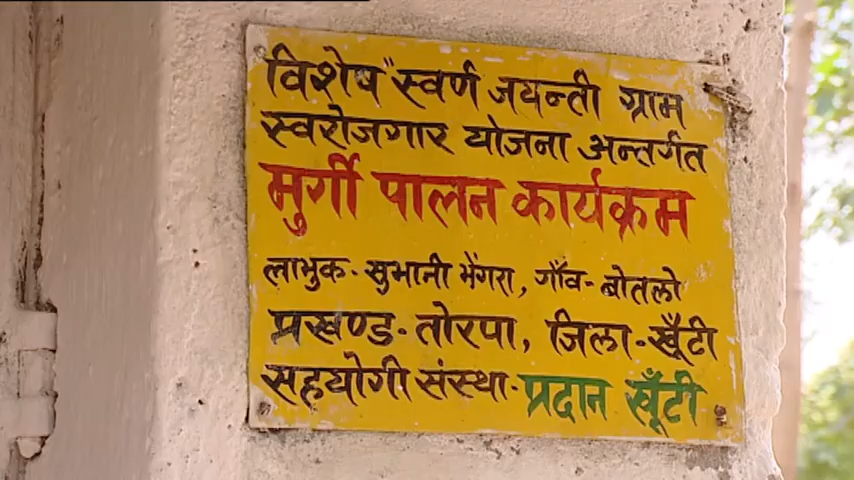 विशेष "स्वर्ण जयन्ती ग्राम
स्वरोजगार योजना अन्तर्गत
मुर्गी पालन कार्यक्रम
लाभुक - सुभानी भेंगरा, गाँव - बोतलो
प्रखण्ड - तोरपा, जिला - खूँटी
सहयोगी संस्था - प्रदान खूँटी